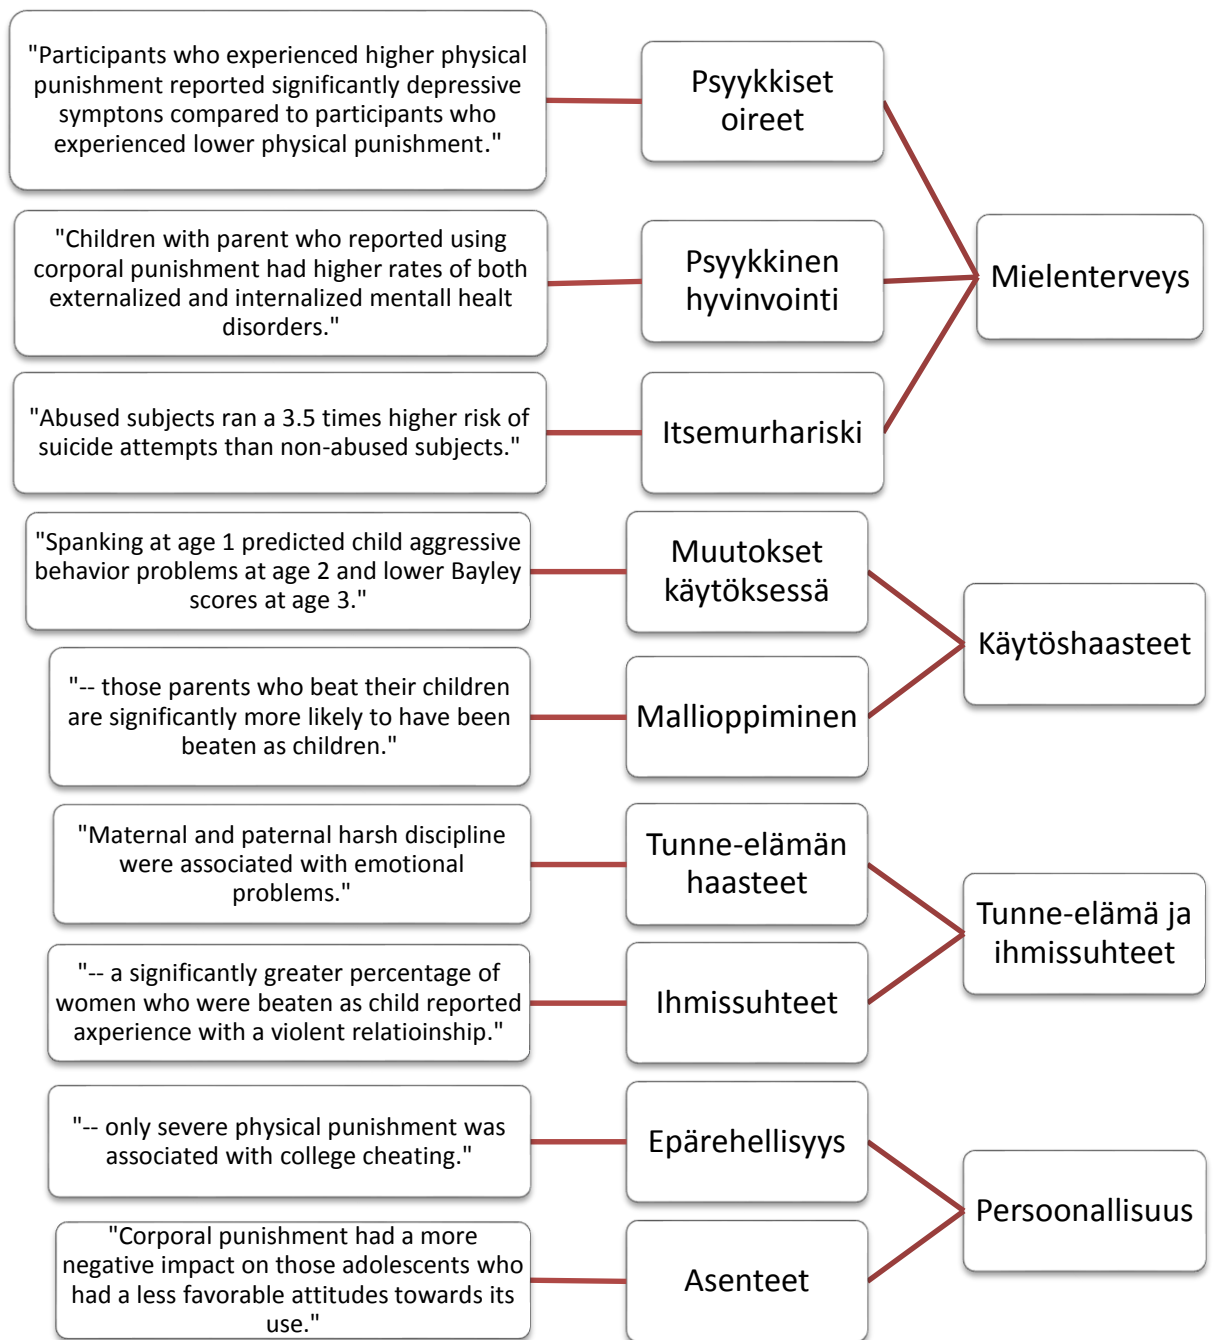 "Participants who experienced higher physical
punishment reported significantly depressive
symptons compared to participants who
experienced lower physical punishment."
Psyykkiset
oireet
"Children with parent who reported using
corporal punishment had higher rates of both
externalized and internalized mentall healt
disorders."
Psyykkinen
hyvinvointi
Mielenterveys
"Abused subjects ran a 3.5 times higher risk of
suicide attempts than non-abused subjects."
Itsemurhariski
"Spanking at age 1 predicted child aggressive
behavior problems at age 2 and lower Bayley
scores at age 3."
Muutokset
käytöksessä
Käytöshaasteet
"-- those parents who beat their children
are significantly more likely to have been
beaten as children."
Mallioppiminen
"Maternal and paternal harsh discipline
were associated with emotional
problems."
Tunne-elämän
haasteet
Tunne-elämä ja
ihmissuhteet
"-- a significantly greater percentage of
women who were beaten as child reported
axperience with a violent relatioinship."
Ihmissuhteet
"-- only severe physical punishment was
associated with college cheating."
Epärehellisyys
Persoonallisuus
"Corporal punishment had a more
negative impact on those adolescents who
had a less favorable attitudes towards its
use."
Asenteet